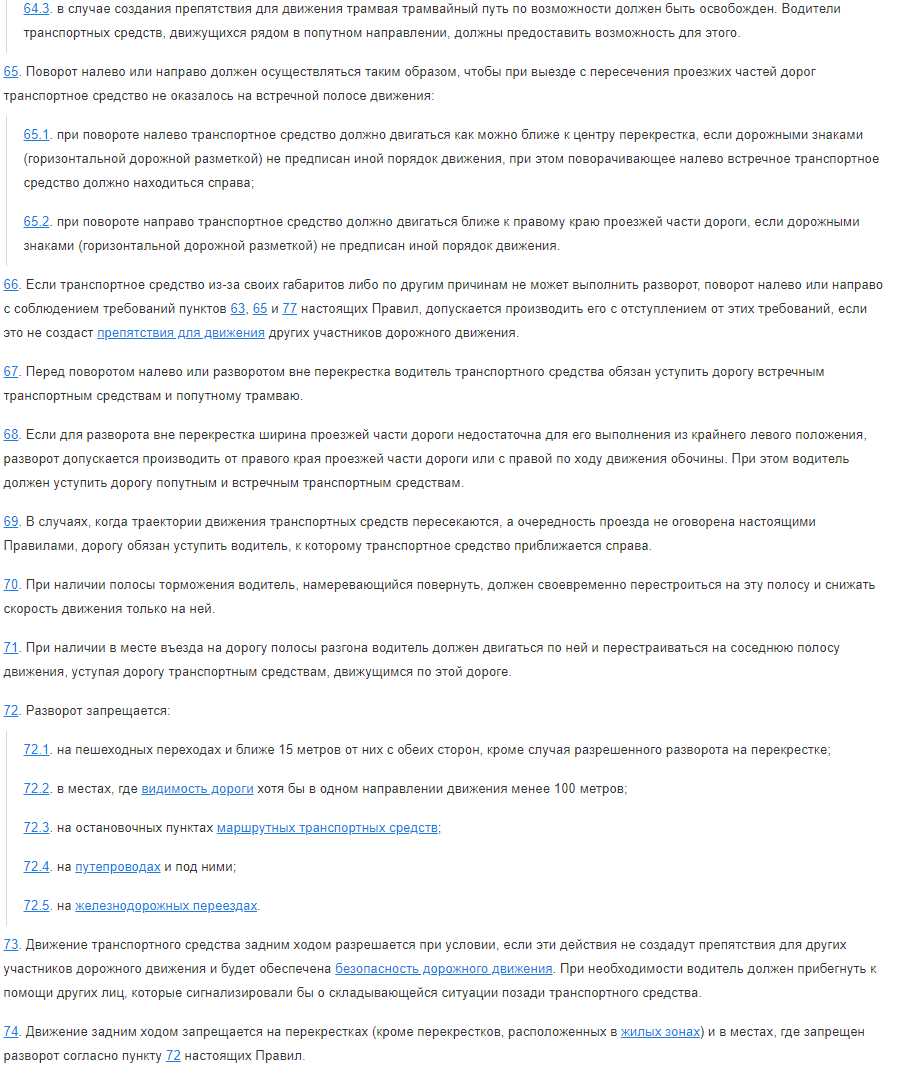 64.3. в случае создания препятствия для движения трамвая трамвайный путь по возможности должен быть освобожден. Водители
транспортных средств, движущихся рядом в попутном направлении, должны предоставить возможность для этого.
65. Поворот налево или направо должен осуществляться таким образом, чтобы при выезде с пересечения проезжих частей дорог
транспортное средство не оказалось на встречной полосе движения:
65.1. при повороте налево транспортное средство должно двигаться как можно ближе к центру перекрестка, если дорожными знаками
(горизонтальной дорожной разметкой) не предписан иной порядок движения, при этом поворачивающее налево встречное транспортное
средство должно находиться справа;
65.2. при повороте направо транспортное средство должно двигаться ближе к правому краю проезжей части дороги, если дорожными
знаками (горизонтальной дорожной разметкой) не предписан иной порядок движения.
66. Если транспортное средство из-за своих габаритов либо по другим причинам не может выполнить разворот, поворот налево или направо
с соблюдением требований пунктов 63, 65 и 77 настоящих Правил, допускается производить его с отступлением от этих требований, если
это не создаст препятствия для движения других участников дорожного движения.
67. Перед поворотом налево или разворотом вне перекрестка водитель транспортного средства обязан уступить дорогу встречным
транспортным средствам и попутному трамваю.
68. Если для разворота вне перекрестка ширина проезжей части дороги недостаточна для его выполнения из крайнего левого положения,
разворот допускается производить от правого края проезжей части дороги или с правой по ходу движения обочины. При этом водитель
должен уступить дорогу попутным и встречным транспортным средствам.
69. В случаях, когда траектории движения транспортных средств пересекаются, а очередность проезда не оговорена настоящими
Правилами, дорогу обязан уступить водитель, к которому транспортное средство приближается справа.
70. При наличии полосы торможения водитель, намеревающийся повернуть, должен своевременно перестроиться на эту полосу и снижать
скорость движения только на ней.
71. При наличии в месте въезда на дорогу полосы разгона водитель должен двигаться по ней и перестраиваться на соседнюю полосу
движения, уступая дорогу транспортным средствам, движущимся по этой дороге.
72. Разворот запрещается:
72.1. на пешеходных переходах и ближе 15 метров от них с обеих сторон, кроме случая разрешенного разворота на перекрестке;
72.2. в местах, где видимость дороги хотя бы в одном направлении движения менее 100 метров;
72.3. на остановочных пунктах маршрутных транспортных средств;
72.4. на путепроводах и под ними;
72.5. на железнодорожных переездах.
73. Движение транспортного средства задним ходом разрешается при условии, если эти действия не создадут препятствия для других
участников дорожного движения и будет обеспечена безопасность дорожного движения. При необходимости водитель должен прибегнуть к
помощи других лиц, которые сигнализировали бы о складывающейся ситуации позади транспортного средства.
74. Движение задним ходом запрещается на перекрестках (кроме перекрестков, расположенных в жилых зонах) и в местах, где запрещен
разворот согласно пункту 72 настоящих Правил.